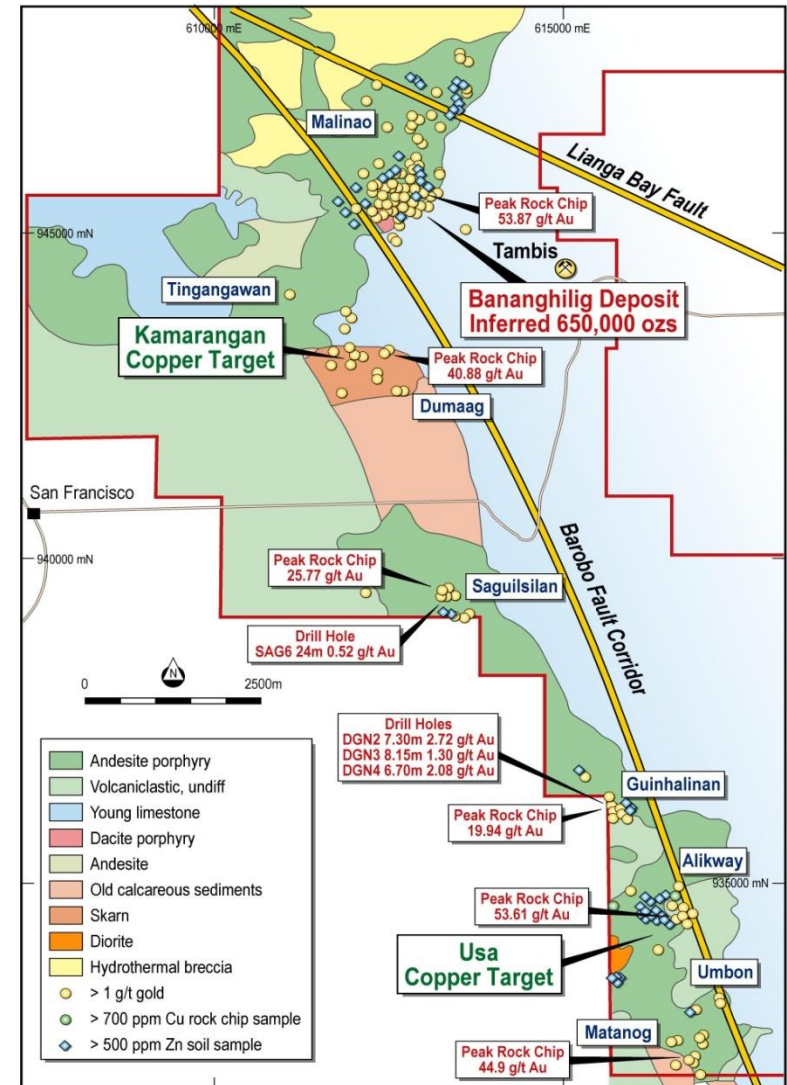 610000 mE
615000 mE
Malinao
Lianga Bay Fault
Peak Rock Chip
53.87 g/t Au
945000 mN
Tambis
Tingangawan
Bananghilig Deposit
Inferred 650,000 ozs
Kamarangan
Copper Target
Peak Rock Chip
40.88 g/t Au
Dumaag
San Francisco
Barobo Fault Corridor
940000 mN
Peak Rock Chip
25.77 g/t Au
Saguilsilan
Drill Hole
SAG6 24m 0.52 g/t Au
N
0 2500m
Drill Holes
DGN2 7.30m 2.72 g/t Au
DGN3 8.15m 1.30 g/t Au
DGN4 6.70m 2.08 g/t Au
Guinhalinan
Peak Rock Chip
19.94 g/t Au
Alikway
935000 mN
Peak Rock Chip
53.61 g/t Au
Usa
Copper Target
Umbon
Matanog
Peak Rock Chip
44.9 g/t Au
Andesite porphyry
Volcaniclastic, undiff
Young limestone
Dacite porphyry
Andesite
Old calcareous sediments
Skarn
Diorite
Hydrothermal breccia
> 1 g/t gold
> 700 ppm Cu rock chip sample
> 500 ppm Zn soil sample